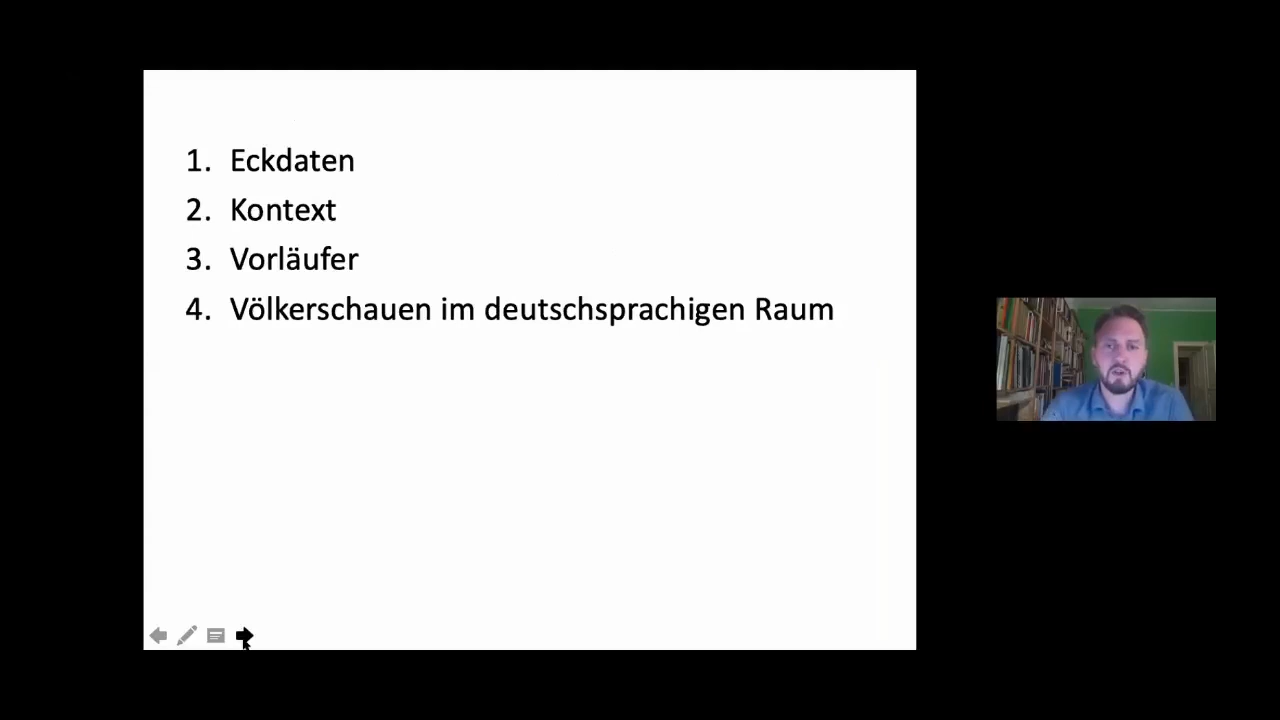 1. Eckdaten
2. Kontext
3. Vorläufer
4. Völkerschauen im deutschsprachigen Raum